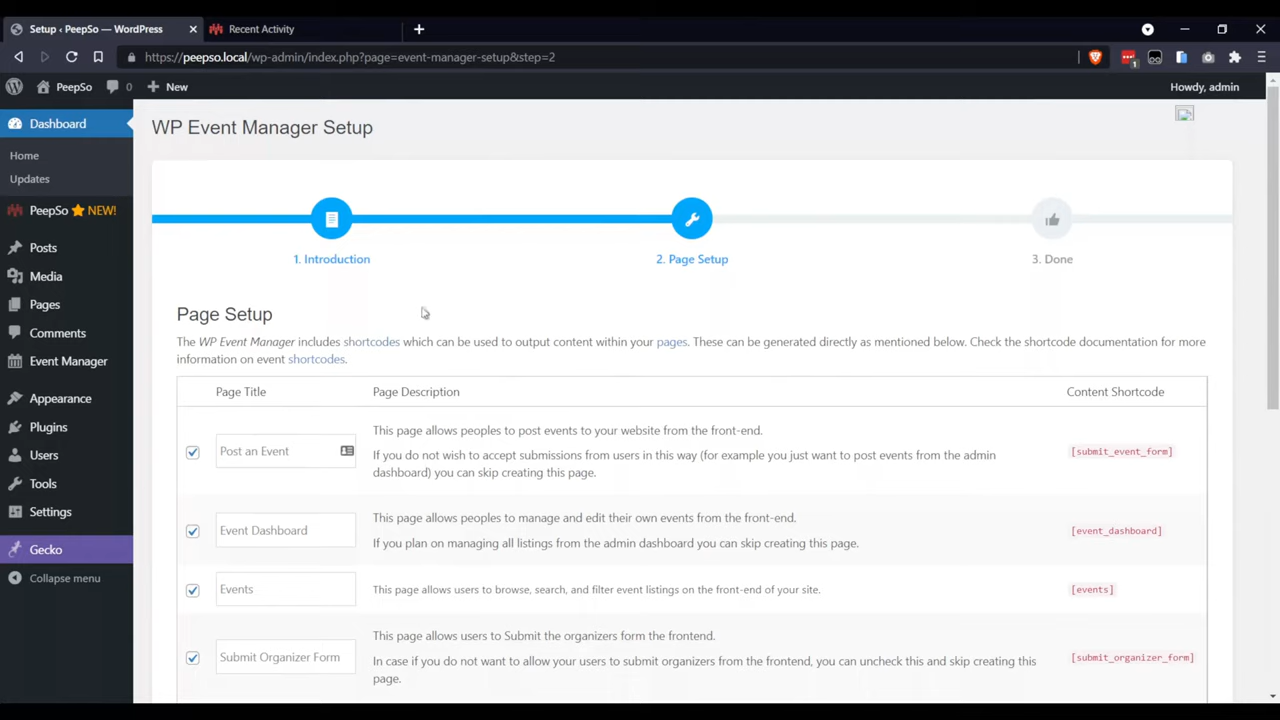 Setup ‹ PeepSo — WordPress
Recent Activity
https://peepso.local/wp-admin/index.php?page=event-manager-setup&step=2
1
PeepSo
0
New
Howdy, admin
Dashboard
Home
Updates
PeepSo NEW!
Posts
Media
Pages
Comments
Event Manager
Appearance
Plugins
Users
Tools
Settings
Gecko
Collapse menu
WP Event Manager Setup
1. Introduction
2. Page Setup
3. Done
Page Setup
The WP Event Manager includes shortcodes which can be used to output content within your pages. These can be generated directly as mentioned below. Check the shortcode documentation for more
information on event shortcodes.
Page Title
Page Description
Content Shortcode
Post an Event
This page allows peoples to post events to your website from the front-end.
If you do not wish to accept submissions from users in this way (for example you just want to post events from the admin
dashboard) you can skip creating this page.
[submit_event_form]
Event Dashboard
This page allows peoples to manage and edit their own events from the front-end.
If you plan on managing all listings from the admin dashboard you can skip creating this page.
[event_dashboard]
Events
This page allows users to browse, search, and filter event listings on the front-end of your site.
[events]
Submit Organizer Form
This page allows users to Submit the organizers form the frontend.
In case if you do not want to allow your users to submit organizers from the frontend, you can uncheck this and skip creating this
page.
[submit_organizer_form]